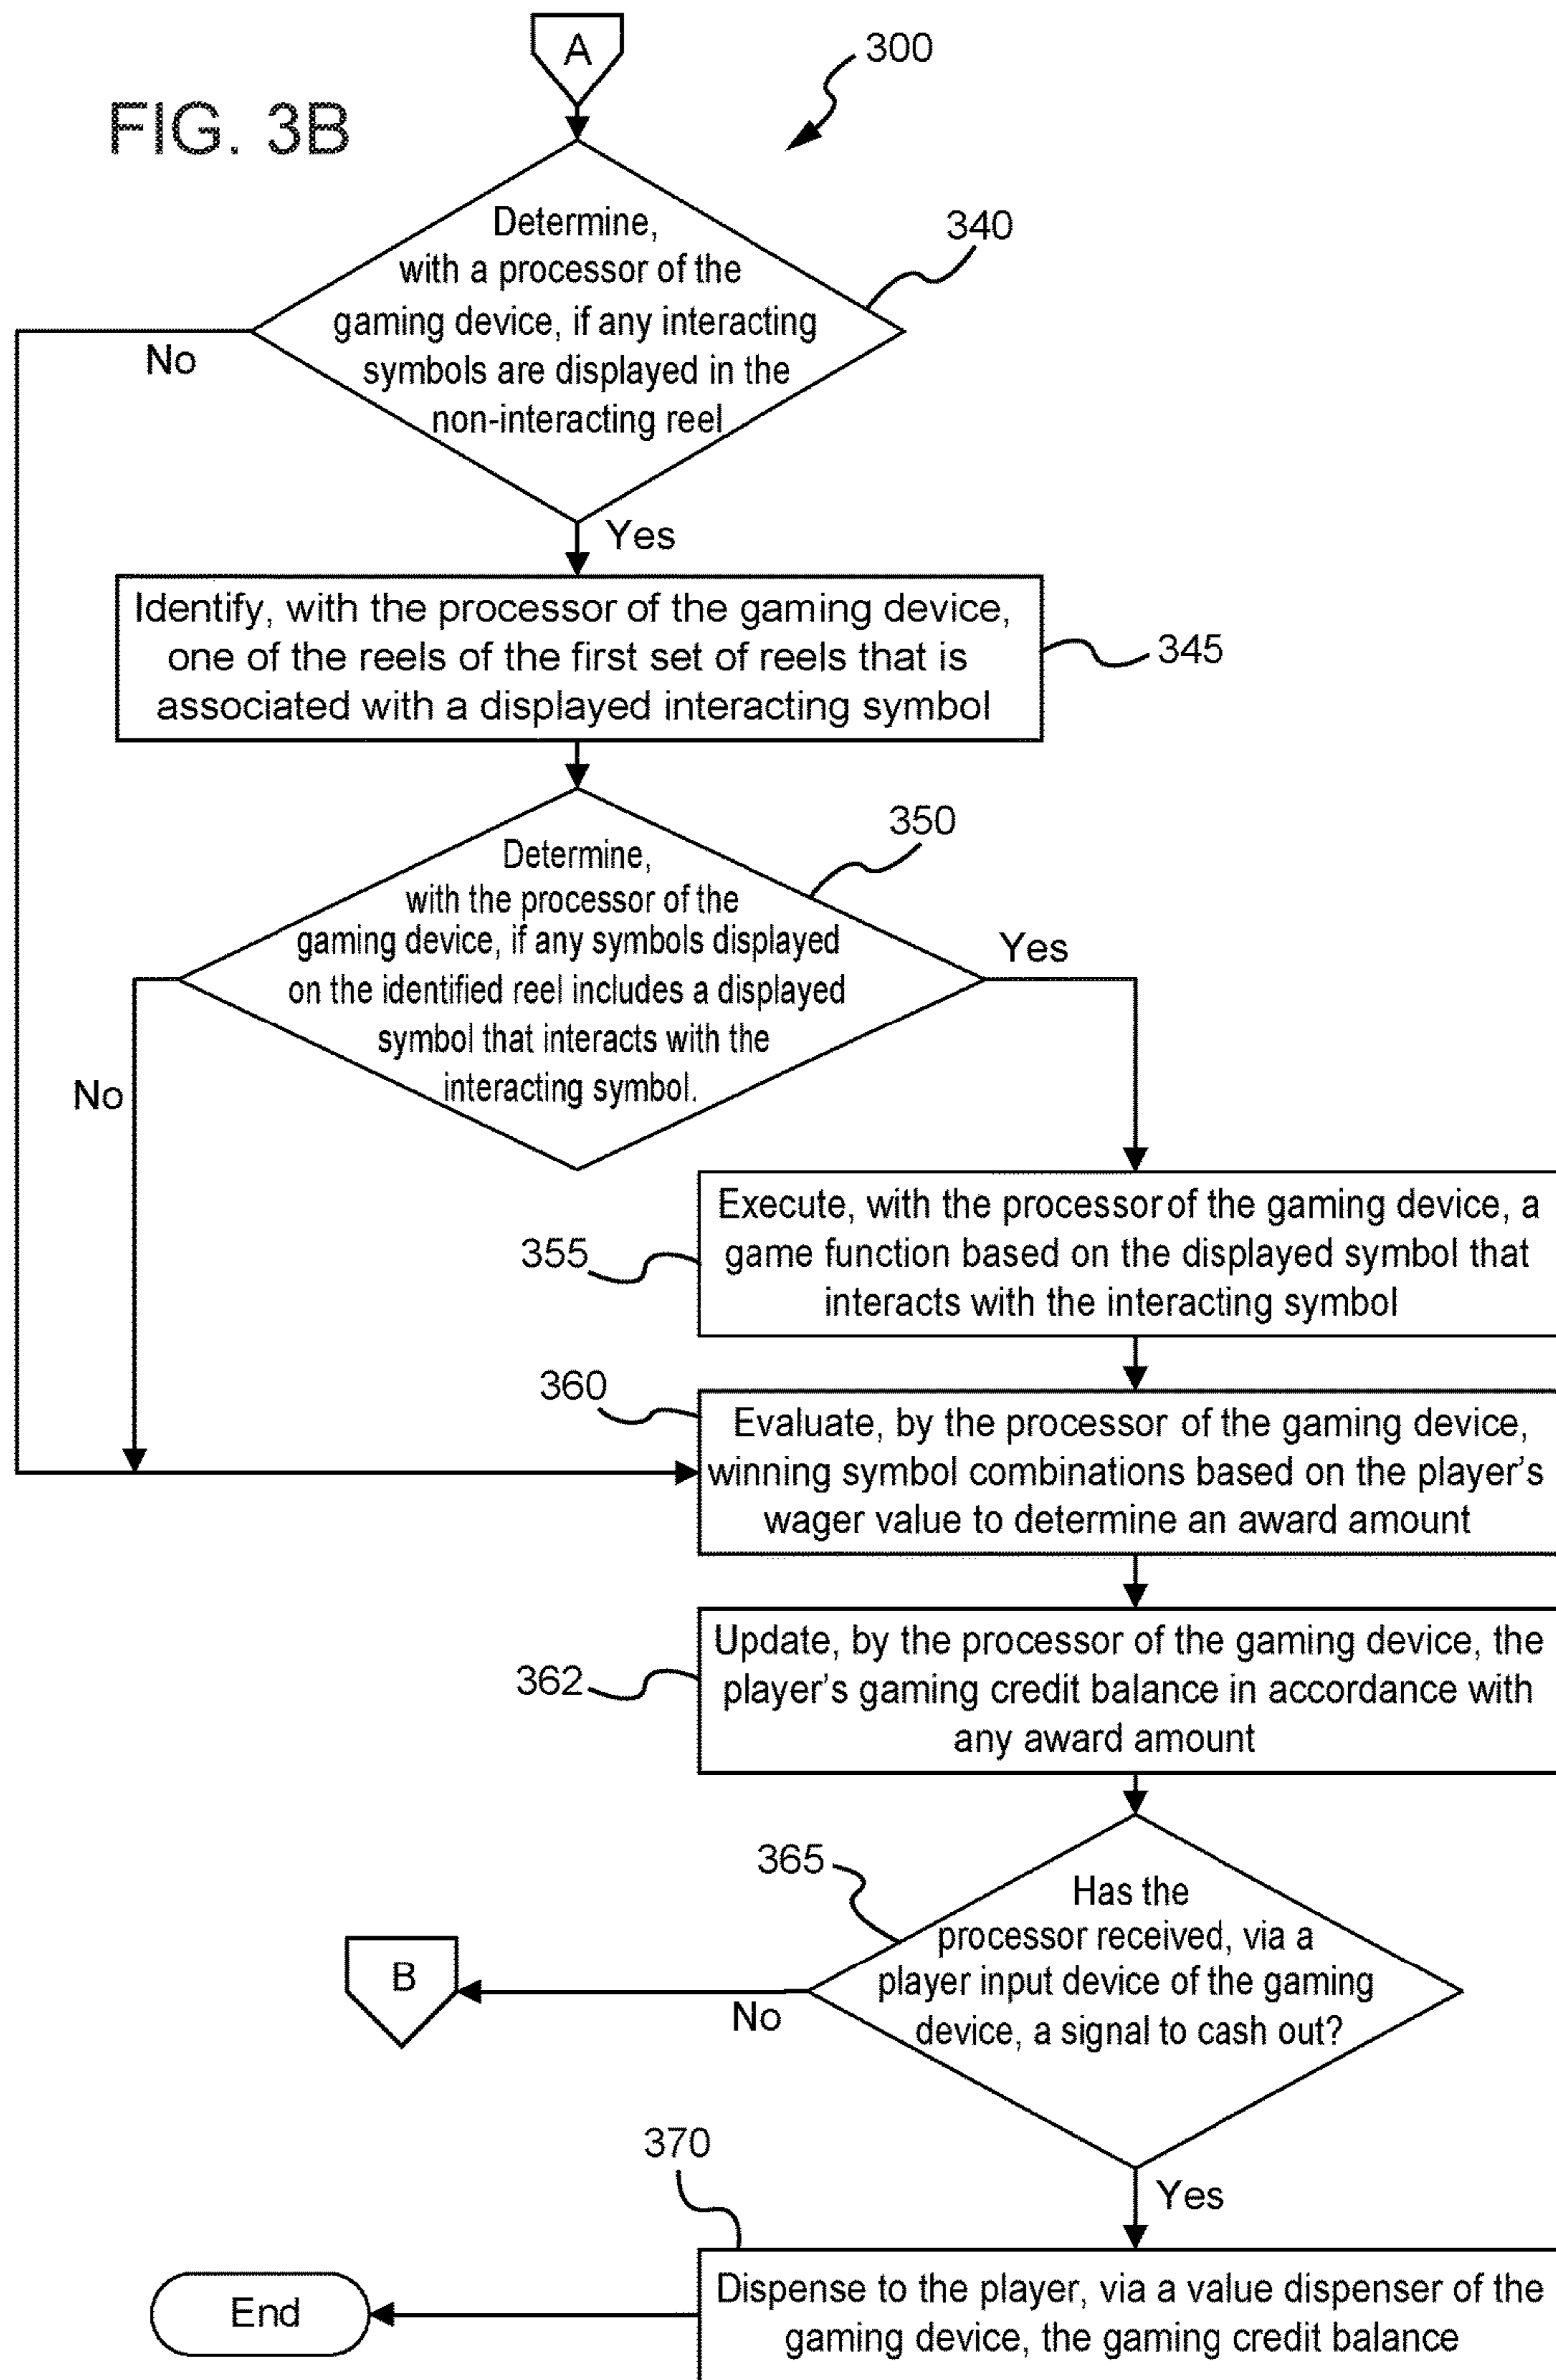 A
300
FIG. 3B
Determine,
with a processor of the
gaming device, if any interacting
symbols are displayed in the
non-interacting reel
340
No
Yes
Identify, with the processor of the gaming device,
one of the reels of the first set of reels that is
associated with a displayed interacting symbol
345
350
Determine,
with the processor of the
gaming device, if any symbols displayed
on the identified reel includes a displayed
symbol that interacts with the
interacting symbol.
Yes
No
Execute, with the processor of the gaming device, a
game function based on the displayed symbol that
interacts with the interacting symbol
355
360
Evaluate, by the processor of the gaming device,
winning symbol combinations based on the player's
wager value to determine an award amount
Update, by the processor of the gaming device, the
player's gaming credit balance in accordance with
any award amount
362
365
Has the
processor received, via a
player input device of the gaming
device, a signal to cash out?
B
No
Yes
370
Dispense to the player, via a value dispenser of the
gaming device, the gaming credit balance
End